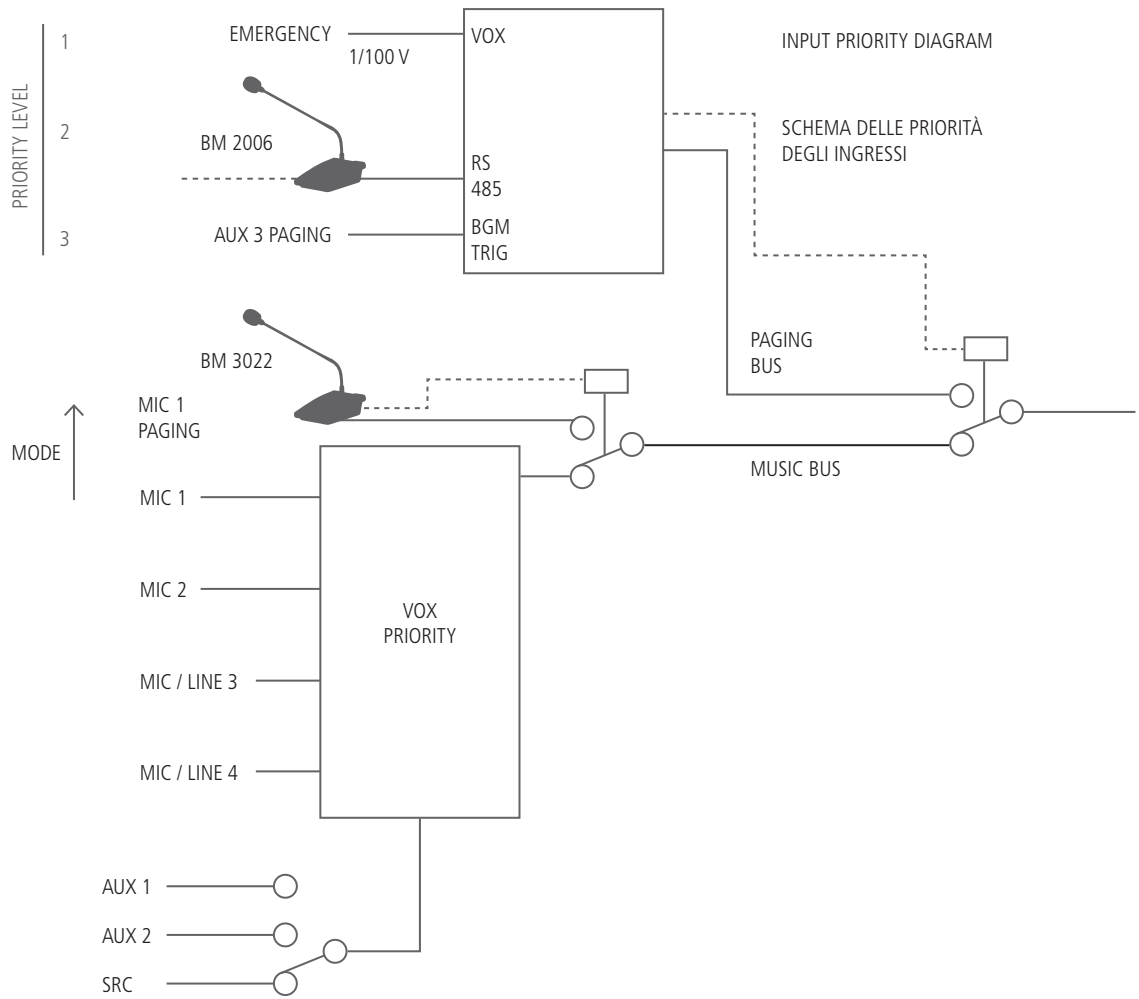 PRIORITY LEVEL
1
2
3
EMERGENCY
1/100 V
VOX
BM 2006
RS
485
AUX 3 PAGING
BGM
TRIG
INPUT PRIORITY DIAGRAM
SCHEMA DELLE PRIORITÀ
DEGLI INGRESSI
PAGING
BUS
BM 3022
MIC 1
PAGING
MODE
MUSIC BUS
MIC 1
MIC 2
MIC / LINE 3
MIC / LINE 4
VOX
PRIORITY
AUX 1
AUX 2
SRC